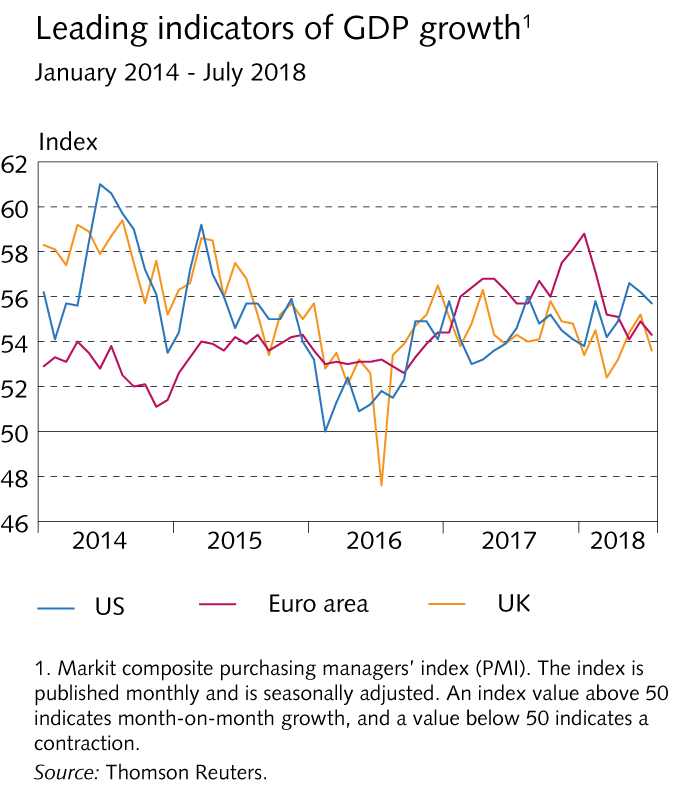 Leading indicators of GDP growth¹
January 2014 - July 2018
Index
62
60
58
56
54
52
50
48
46
2014 2015 2016 2017 2018
US Euro area UK
1. Markit composite purchasing managers’ index (PMI). The index is
published monthly and is seasonally adjusted. An index value above 50
indicates month-on-month growth, and a value below 50 indicates a
contraction.
Source: Thomson Reuters.